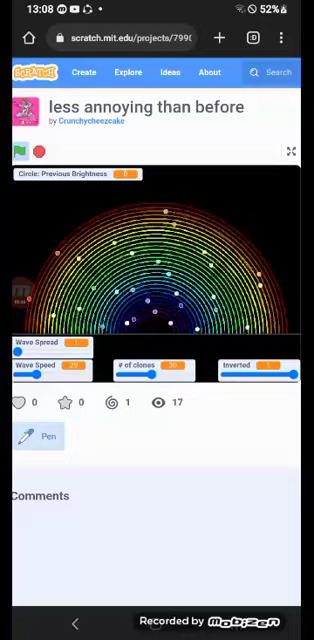 13:08
52%
scratch.mit.edu/projects/799
:D
SCRATCH
Create
Explore
Ideas
About
Search
less annoying than before
by Crunchycheezcake
Circle: Previous Brightness 0
Wave Spread 1
Wave Speed 29
# of clones 30
Inverted 1
0
0
1
17
Pen
Comments
Recorded by Mobizen